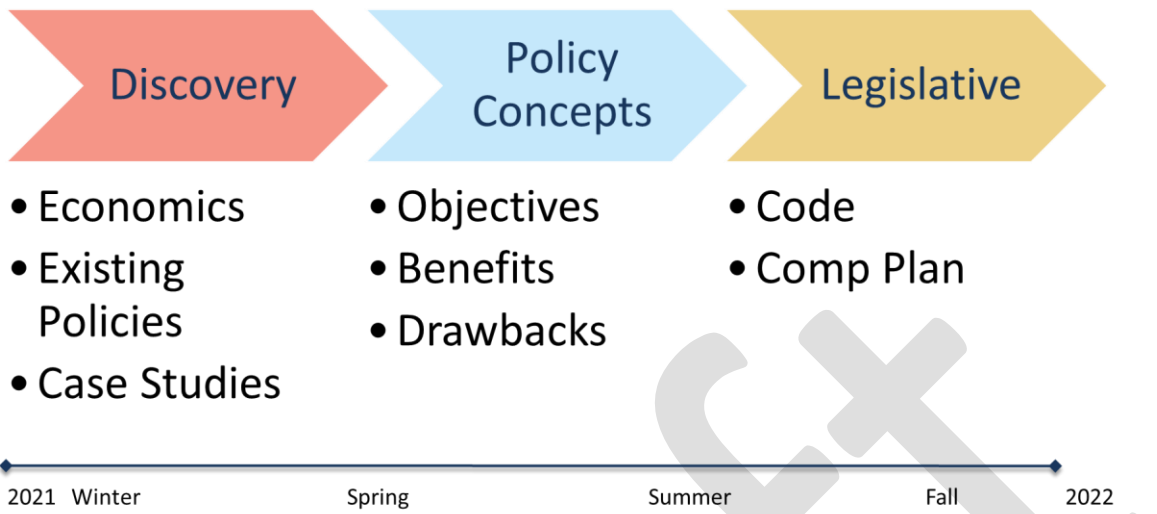 Discovery
Policy
Concepts
Legislative
• Economics
• Existing
Policies
• Case Studies
• Objectives
• Benefits
• Drawbacks
• Code
• Comp Plan
2021 Winter Spring Summer Fall 2022